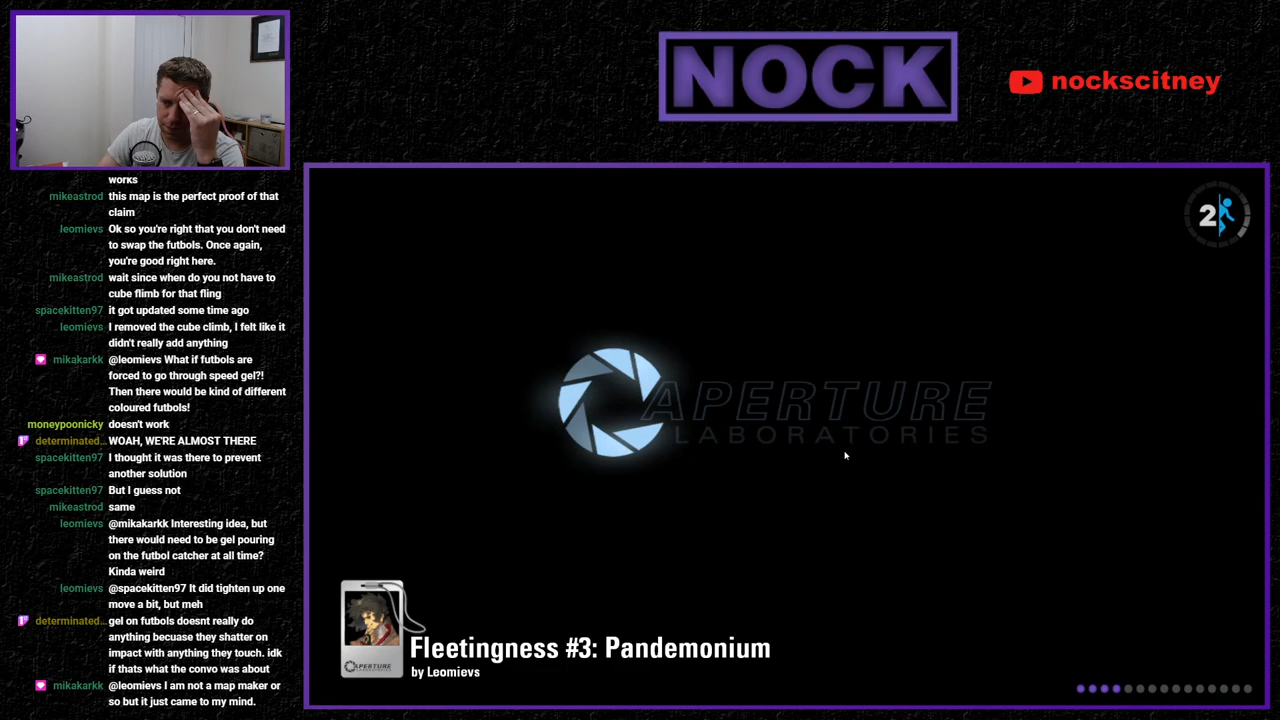 NOCK
nockscitney
works
mikeastrod this map is the perfect proof of that
claim
leomievs Ok so you're right that you don't need
to swap the futbols. Once again,
you're good right here.
mikeastrod wait since when do you not have to
cube flimb for that fling
spacekitten97 it got updated some time ago
leomievs I removed the cube climb, I felt like it
didn't really add anything
mikakarkk @leomievs What if futbols are
forced to go through speed gel?!
Then there would be kind of different
coloured futbols!
moneypoonicky doesn't work
determinated... WOAH, WE'RE ALMOST THERE
spacekitten97 I thought it was there to prevent
another solution
spacekitten97 But I guess not
mikeastrod same
leomievs @mikakarkk Interesting idea, but
there would need to be gel pouring
on the futbol catcher at all time?
Kinda weird
leomievs @spacekitten97 It did tighten up one
move a bit, but meh
determinated... gel on futbols doesnt really do
anything becuase they shatter on
impact with anything they touch. idk
if thats what the convo was about
mikakarkk @leomievs I am not a map maker or
so but it just came to my mind.
2
APERTURE
LABORATORIES
APERTURE
LABORATORIES
Fleetingness #3: Pandemonium
by Leomievs